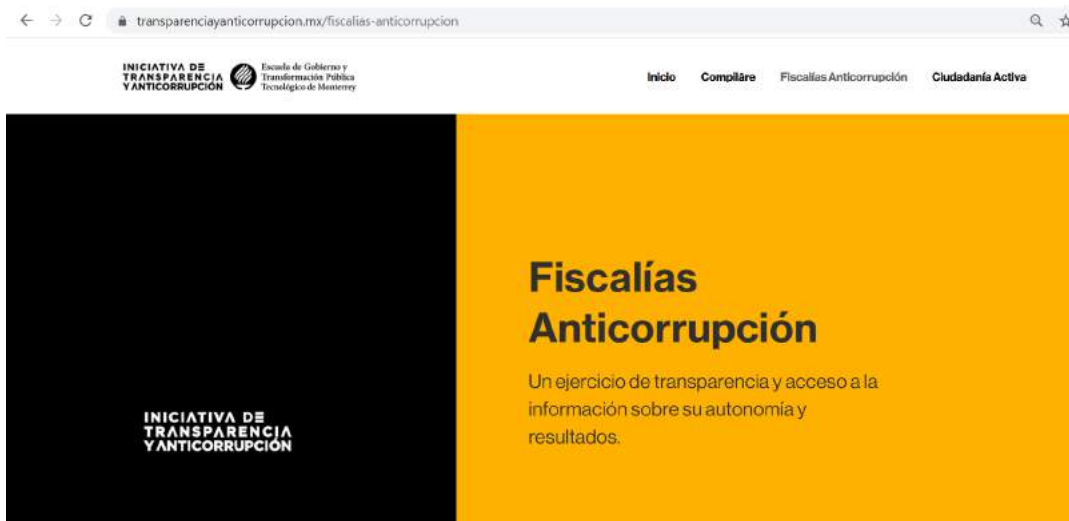 transparenciayanticorrupcion.mx/fiscalias-anticorrupcion
INICIATIVA DE
TRANSPARENCIA
Y ANTICORRUPCIÓN
Escuela de Gobierno y
Transformación Pública
Tecnológico de Monterrey
Inicio Compiläre Fiscalías Anticorrupción Ciudadanía Activa
Fiscalías
Anticorrupción
Un ejercicio de transparencia y acceso a la
información sobre su autonomía y
resultados.
INICIATIVA DE
TRANSPARENCIA
Y ANTICORRUPCIÓN